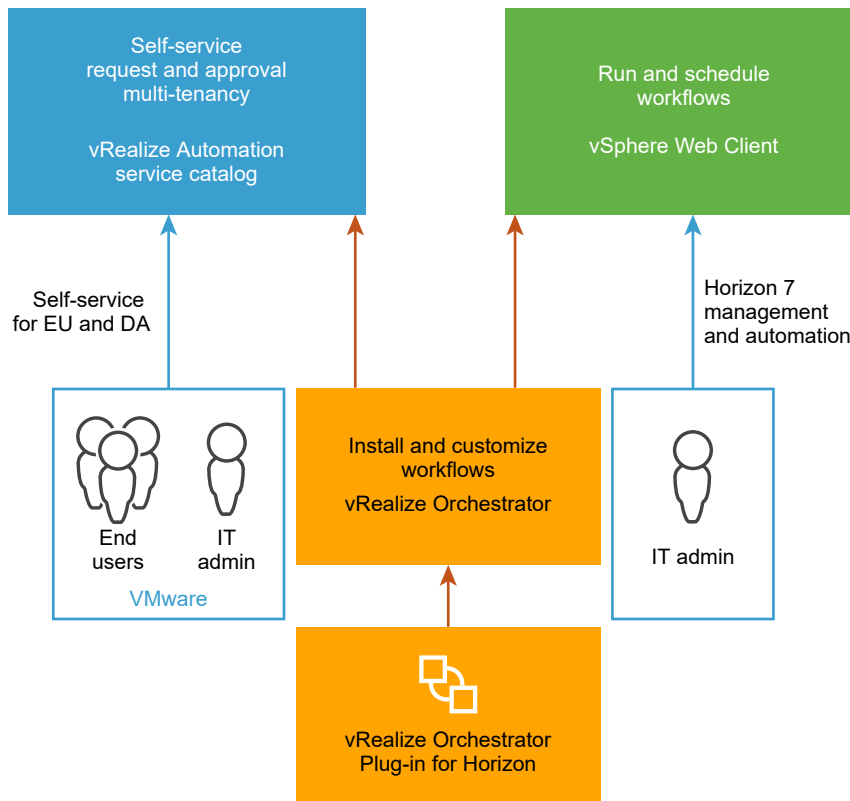 Self-service
request and approval
multi-tenancy
vRealize Automation
service catalog
Run and schedule
workflows
vSphere Web Client
Self-service
for EU and DA
Horizon 7
management
and automation
End
users
IT
admin
VMware
Install and customize
workflows
vRealize Orchestrator
IT admin
vRealize Orchestrator
Plug-in for Horizon